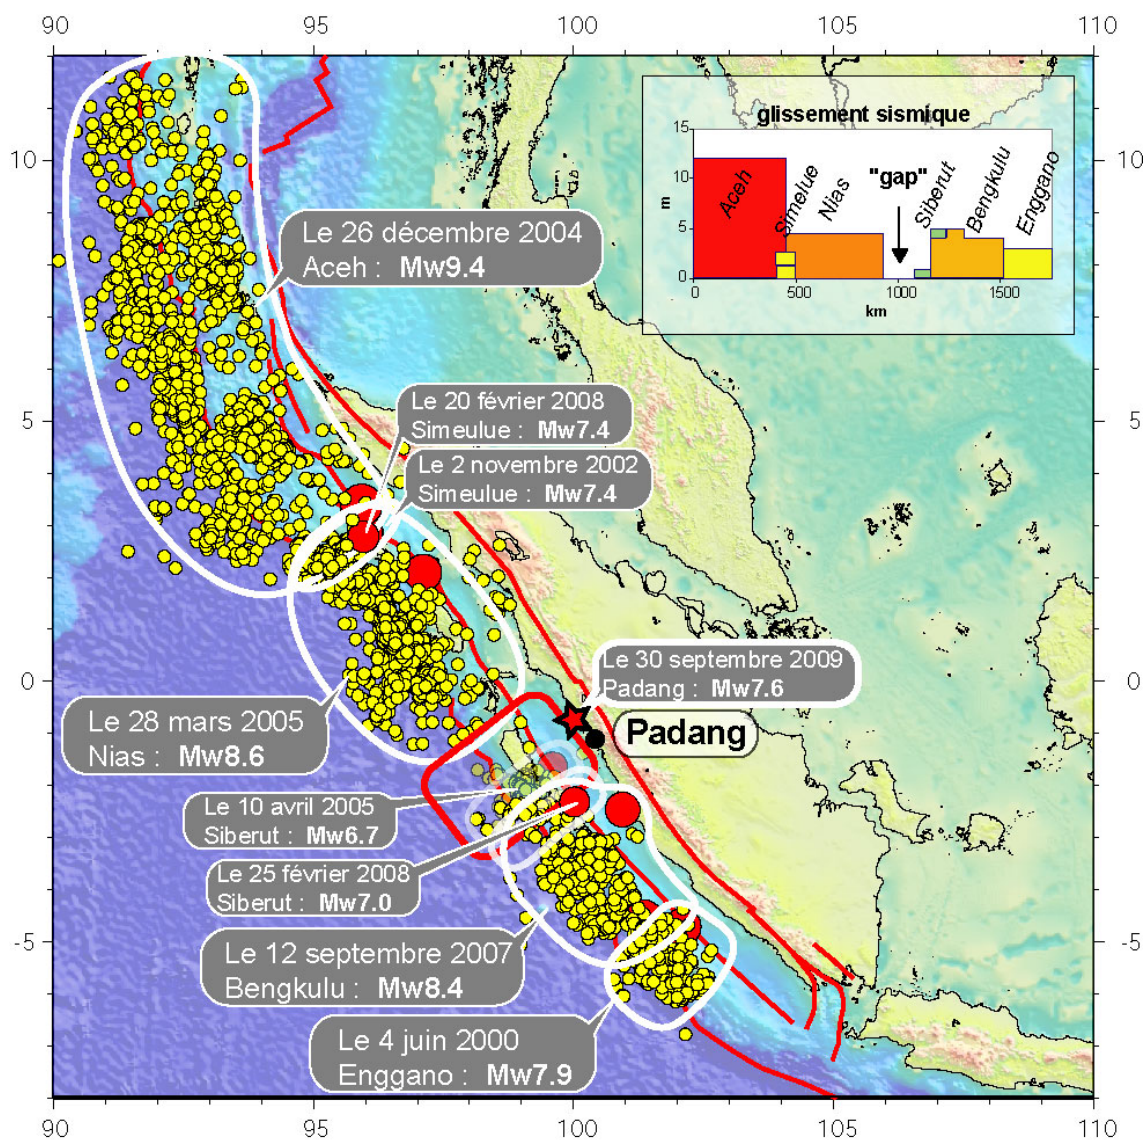 90
95
100
105
110
10
5
0
-5
10
5
0
-5
glissement sismique
15
10
5
0
m
Aceh
Simelue
Nias
"gap"
Siberut
Bengkulu
Enggano
0
500
1000
1500
km
Le 26 décembre 2004
Aceh : Mw9.4
Le 20 février 2008
Simeulue : Mw7.4
Le 2 novembre 2002
Simeulue : Mw7.4
Le 30 septembre 2009
Padang : Mw7.6
Padang
Le 28 mars 2005
Nias : Mw8.6
Le 10 avril 2005
Siberut : Mw6.7
Le 25 février 2008
Siberut : Mw7.0
Le 12 septembre 2007
Bengkulu : Mw8.4
Le 4 juin 2000
Enggano : Mw7.9
90
95
100
105
110